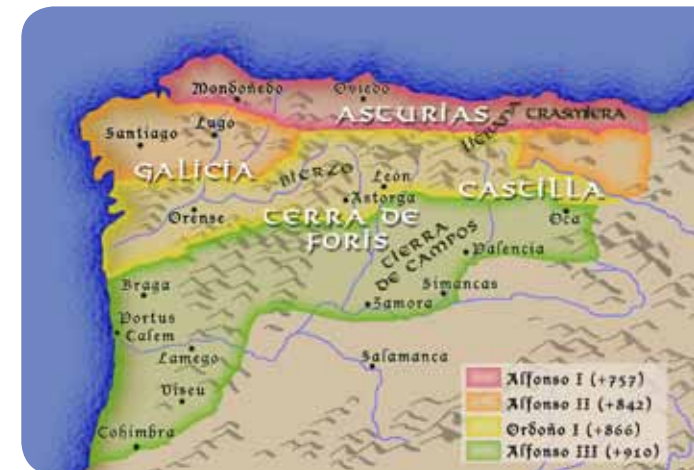 Mondoñedo
Oviedo
ASTURIAS
TRASMIERA
LIEBANA
Santiago
Lugo
GALICIA
BIERZO
León
Astorga
CASTILLA
Orense
TERRA DE
FORIS
Oca
TIERRA
DE CAMPOS
Palencia
Braga
Simancas
Zamora
Portus
Calem
Lamego
Salamanca
Viseu
Cohimbra
Alfonso I (+757)
Alfonso II (+842)
Ordoño I (+866)
Alfonso III (+910)